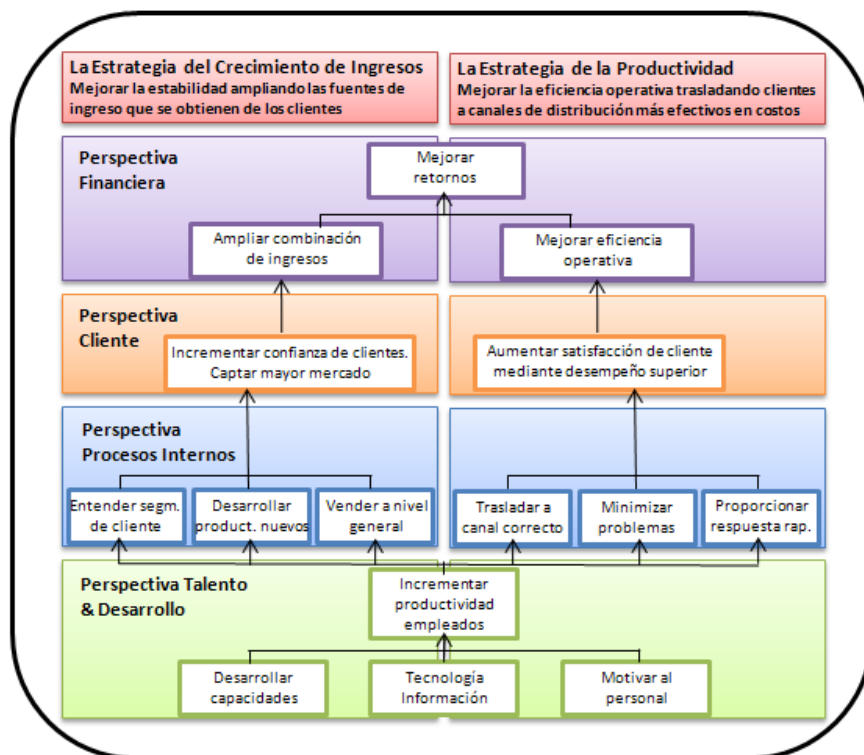 La Estrategia del Crecimiento de Ingresos
Mejorar la estabilidad ampliando las fuentes de
ingreso que se obtienen de los clientes
La Estrategia de la Productividad
Mejorar la eficiencia operativa trasladando clientes
a canales de distribución más efectivos en costos
Perspectiva
Financiera
Mejorar
retornos
Ampliar combinación
de ingresos
Mejorar eficiencia
operativa
Perspectiva
Cliente
Incrementar confianza de clientes.
Captar mayor mercado
Aumentar satisfacción de cliente
mediante desempeño superior
Perspectiva
Procesos Internos
Entender segm.
de cliente
Desarrollar
product. nuevos
Vender a nivel
general
Trasladar a
canal correcto
Minimizar
problemas
Proporcionar
respuesta rap.
Perspectiva Talento
& Desarrollo
Incrementar
productividad
empleados
Desarrollar
capacidades
Tecnología
Información
Motivar al
personal